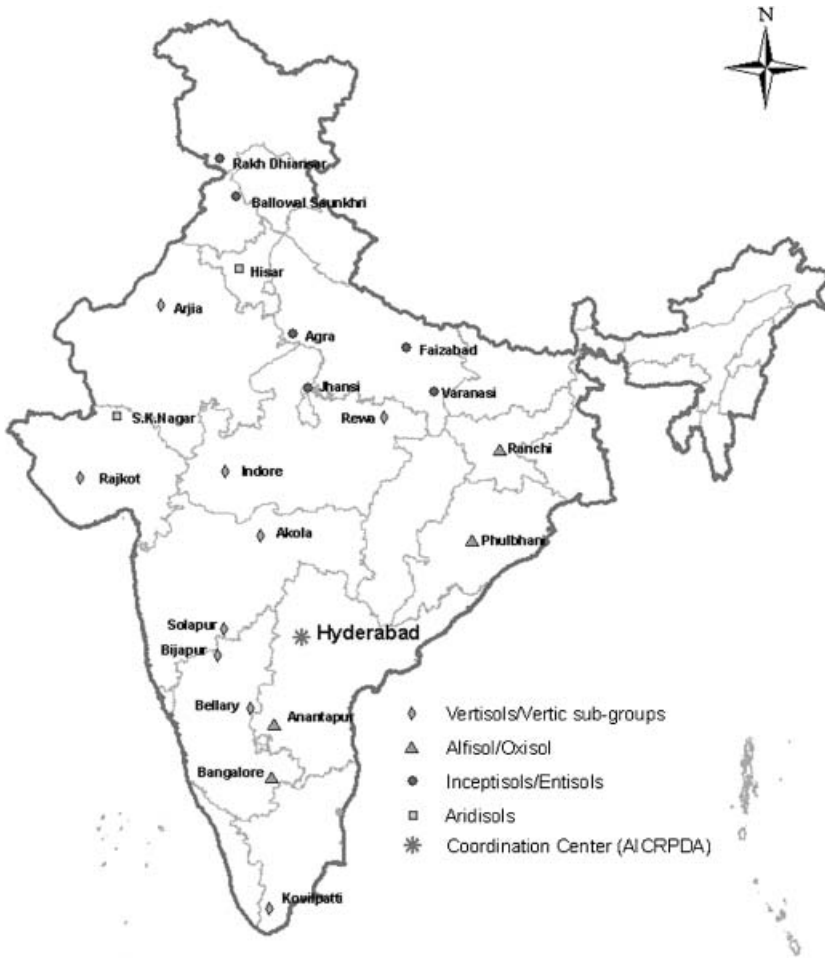 N
Rakh Dhiansar
Ballowal Saunkhri
Hisar
Arjia
Agra
Faizabad
Jhansi
Varanasi
Rewa
S.K.Nagar
Ranchi
Rajkot
Indore
Akola
Phulbhani
Solapur
Hyderabad
Bijapur
Bellary
Anantapur
Bangalore
Kovilpatti
Vertisols/Vertic sub-groups
Alfisol/Oxisol
Inceptisols/Entisols
Aridisols
Coordination Center (AICRPDA)